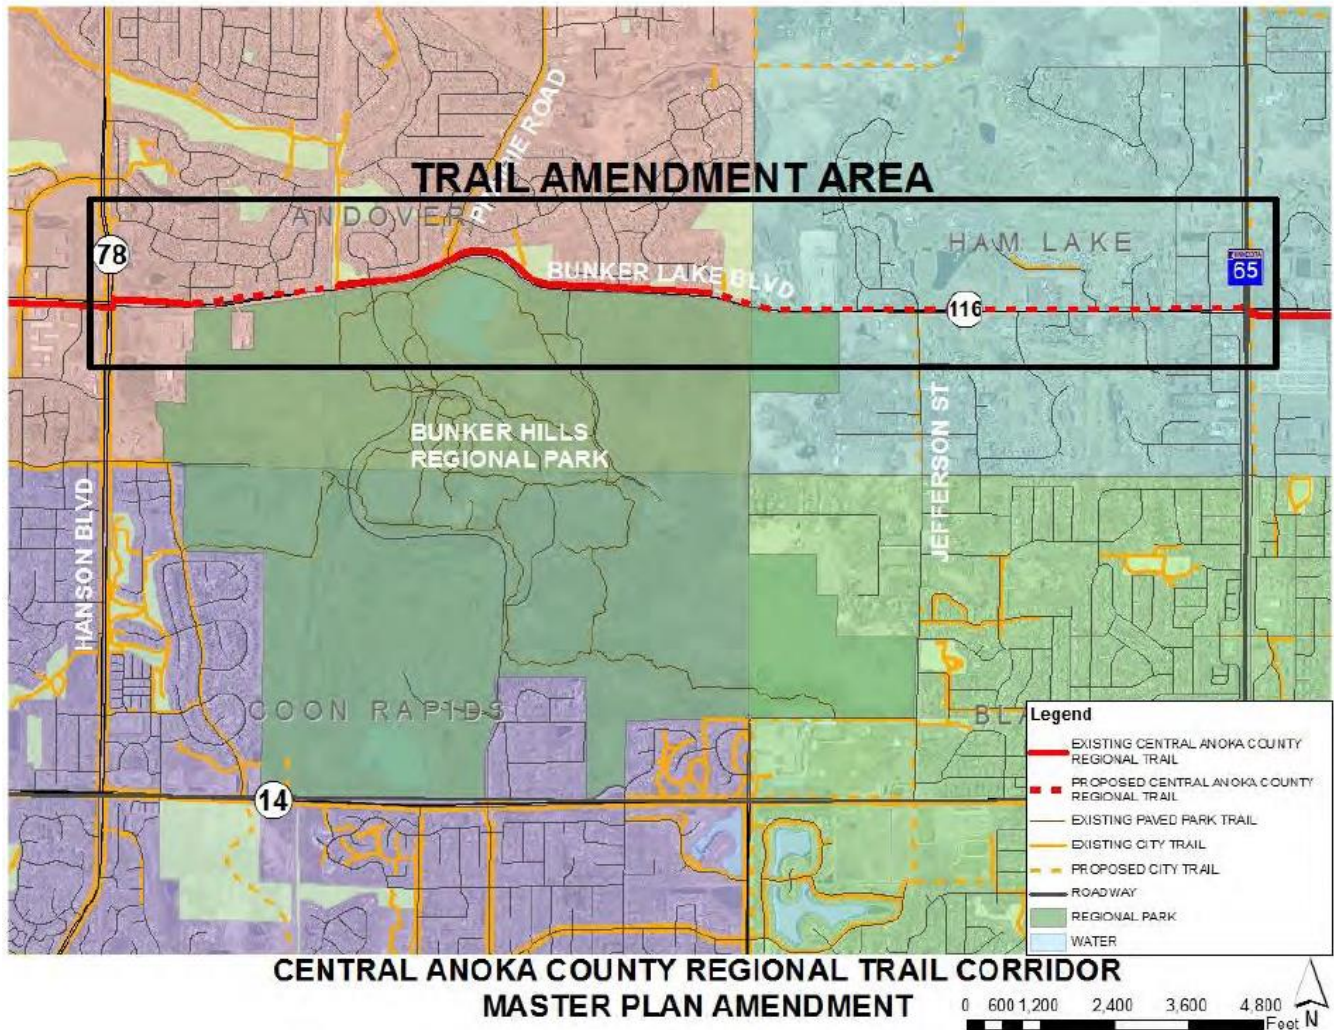 PRAIRIE ROAD
TRAIL AMENDMENT AREA
ANDOVER
HAM LAKE
78
65
BUNKER LAKE BLVD
116
BUNKER HILLS
REGIONAL PARK
JEFFERSON ST
HANSON BLVD
COON RAPIDS
14
Legend
EXISTING CENTRAL ANOKA COUNTY
REGIONAL TRAIL
PROPOSED CENTRAL ANOKA COUNTY
REGIONAL TRAIL
EXISTING PAVED PARK TRAIL
EXISTING CITY TRAIL
PROPOSED CITY TRAIL
ROADWAY
REGIONAL PARK
WATER
CENTRAL ANOKA COUNTY REGIONAL TRAIL CORRIDOR
MASTER PLAN AMENDMENT
0 600 1,200 2,400 3,600 4,800
Feet N